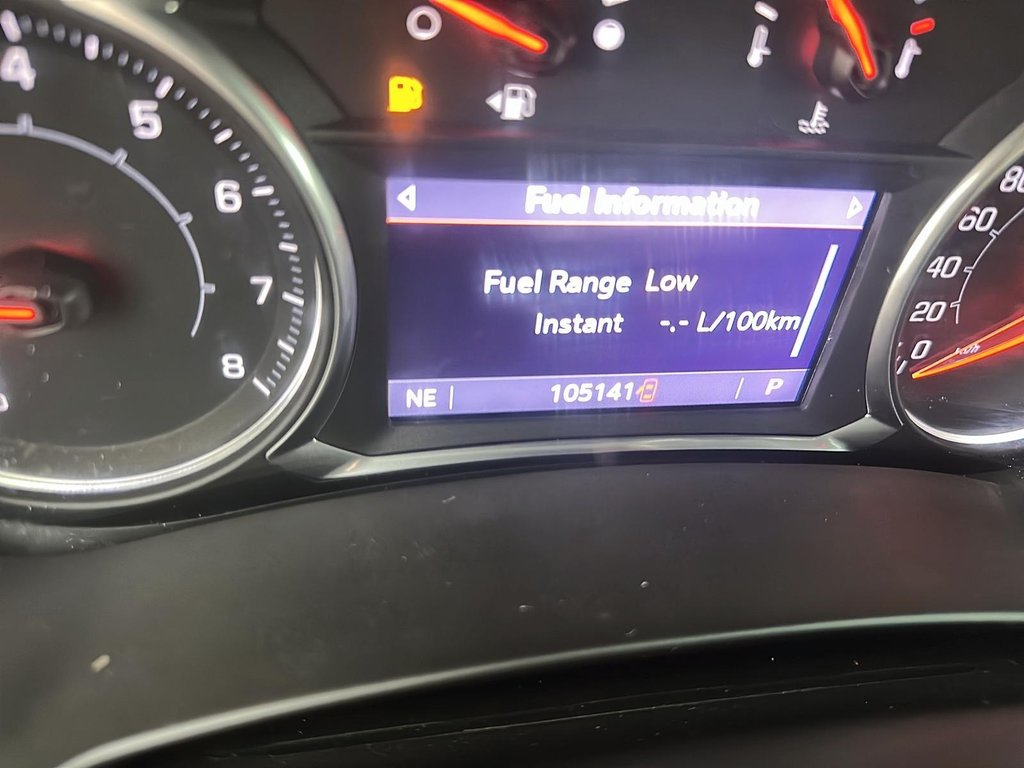 4
5
6
7
8
Fuel Information
Fuel Range Low
Instant -.- L/100km
NE 105141 P
80
60
40
20
0